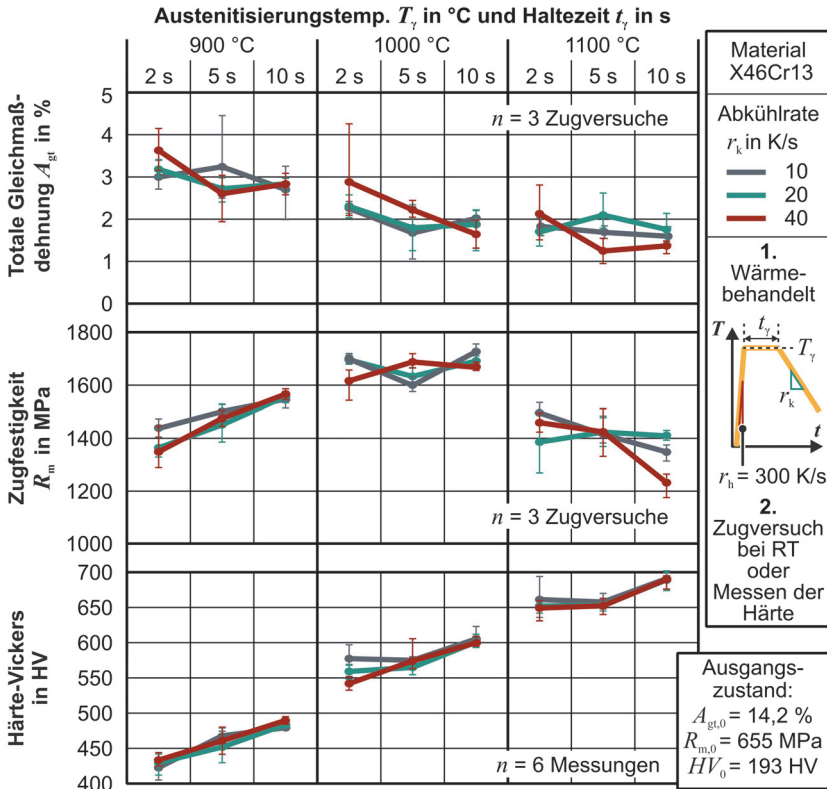 Austenitisierungstemp. Tγ in °C und Haltezeit tγ in s
900 °C 1000 °C 1100 °C
2 s 5 s 10 s 2 s 5 s 10 s 2 s 5 s 10 s
Totale Gleichmaß-
dehnung Agt in %
5
4
3
2
1
0
n = 3 Zugversuche
Zugfestigkeit
Rm in MPa
1800
1600
1400
1200
1000
n = 3 Zugversuche
Härte-Vickers
in HV
700
650
600
550
500
450
400
n = 6 Messungen
Material
X46Cr13
Abkühlrate
rk in K/s
10
20
40
1.
Wärme-
behandelt
T
tγ
Tγ
rk
t
rh = 300 K/s
2.
Zugversuch
bei RT
oder
Messen der
Härte
Ausgangs-
zustand:
Agt,0 = 14,2 %
Rm,0 = 655 MPa
HV0 = 193 HV